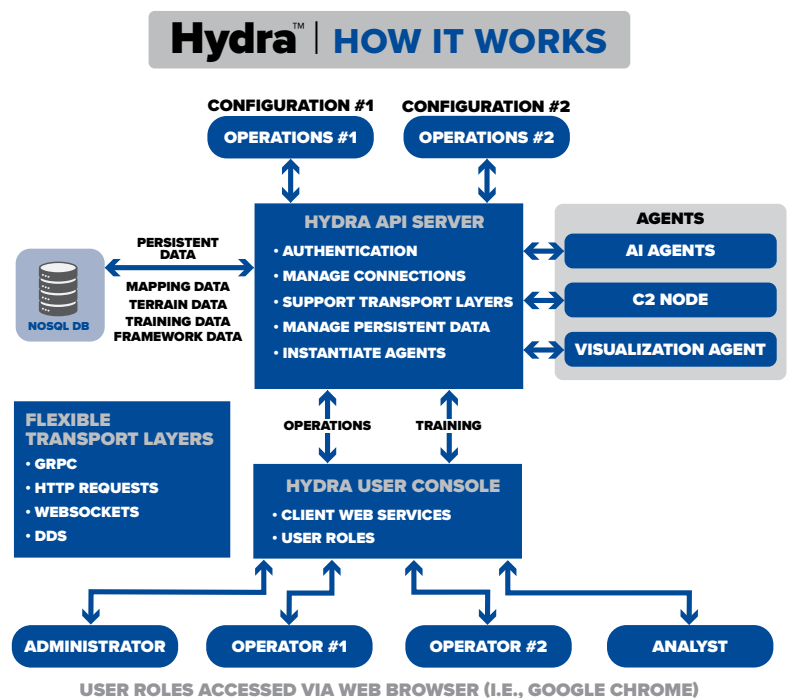 Hydra™ | HOW IT WORKS
CONFIGURATION #1
OPERATIONS #1
CONFIGURATION #2
OPERATIONS #2
PERSISTENT
DATA
MAPPING DATA
TERRAIN DATA
TRAINING DATA
FRAMEWORK DATA
NOSQL DB
HYDRA API SERVER
• AUTHENTICATION
• MANAGE CONNECTIONS
• SUPPORT TRANSPORT LAYERS
• MANAGE PERSISTENT DATA
• INSTANTIATE AGENTS
AGENTS
AI AGENTS
C2 NODE
VISUALIZATION AGENT
OPERATIONS
TRAINING
FLEXIBLE
TRANSPORT LAYERS
• GRPC
• HTTP REQUESTS
• WEBSOCKETS
• DDS
HYDRA USER CONSOLE
• CLIENT WEB SERVICES
• USER ROLES
ADMINISTRATOR
OPERATOR #1
OPERATOR #2
ANALYST
USER ROLES ACCESSED VIA WEB BROWSER (I.E., GOOGLE CHROME)